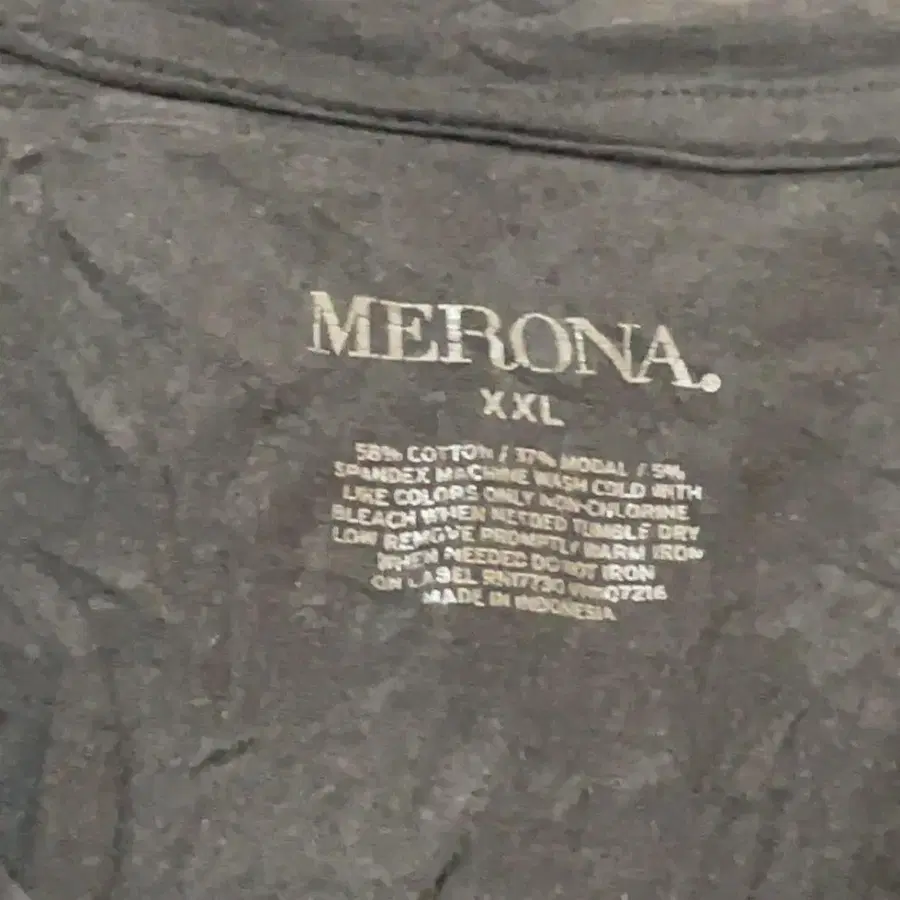 MERONA.
XXL
58% COTTON / 37% MODAL / 5%
SPANDEX MACHINE WASH COLD WITH
LIKE COLORS ONLY NON-CHLORINE
BLEACH WHEN NEEDED TUMBLE DRY
LOW REMOVE PROMPTLY WARM IRON
WHEN NEEDED DO NOT IRON
ON LABEL RN17730
MADE IN INDONESIA